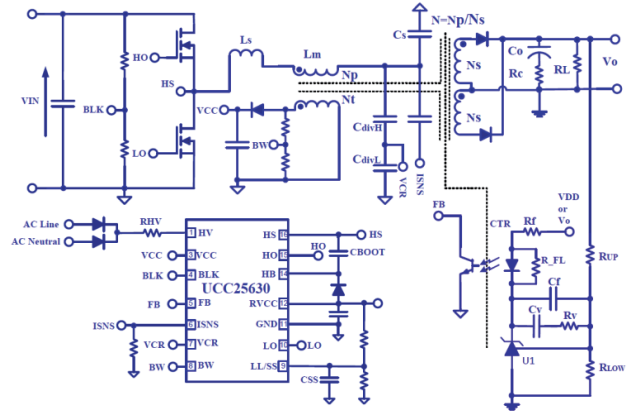 N=Np/Ns
Cs
Ls
Lm
Np
Nt
Ns
Ns
Co
Rc
RL
Vo
HO
HS
VIN
BLK
LO
VCC
BW
CdivH
CdivL
VCR
ISNS
AC Line
AC Neutral
RHV
UCC25630
1 HV
VCC 3 VCC
BLK 4 BLK
FB 5 FB
ISNS 6 ISNS
VCR 7 VCR
BW 8 BW
HS 16 HS
HO 15 HO
CBOOT
HB 14
RVCC 12
GND 11
LO 10 LO
LL/SS 9
CSS
FB
CTR
Rf
VDD
or
Vo
R_FL
Cf
Cv
Rv
U1
RUP
RLOW